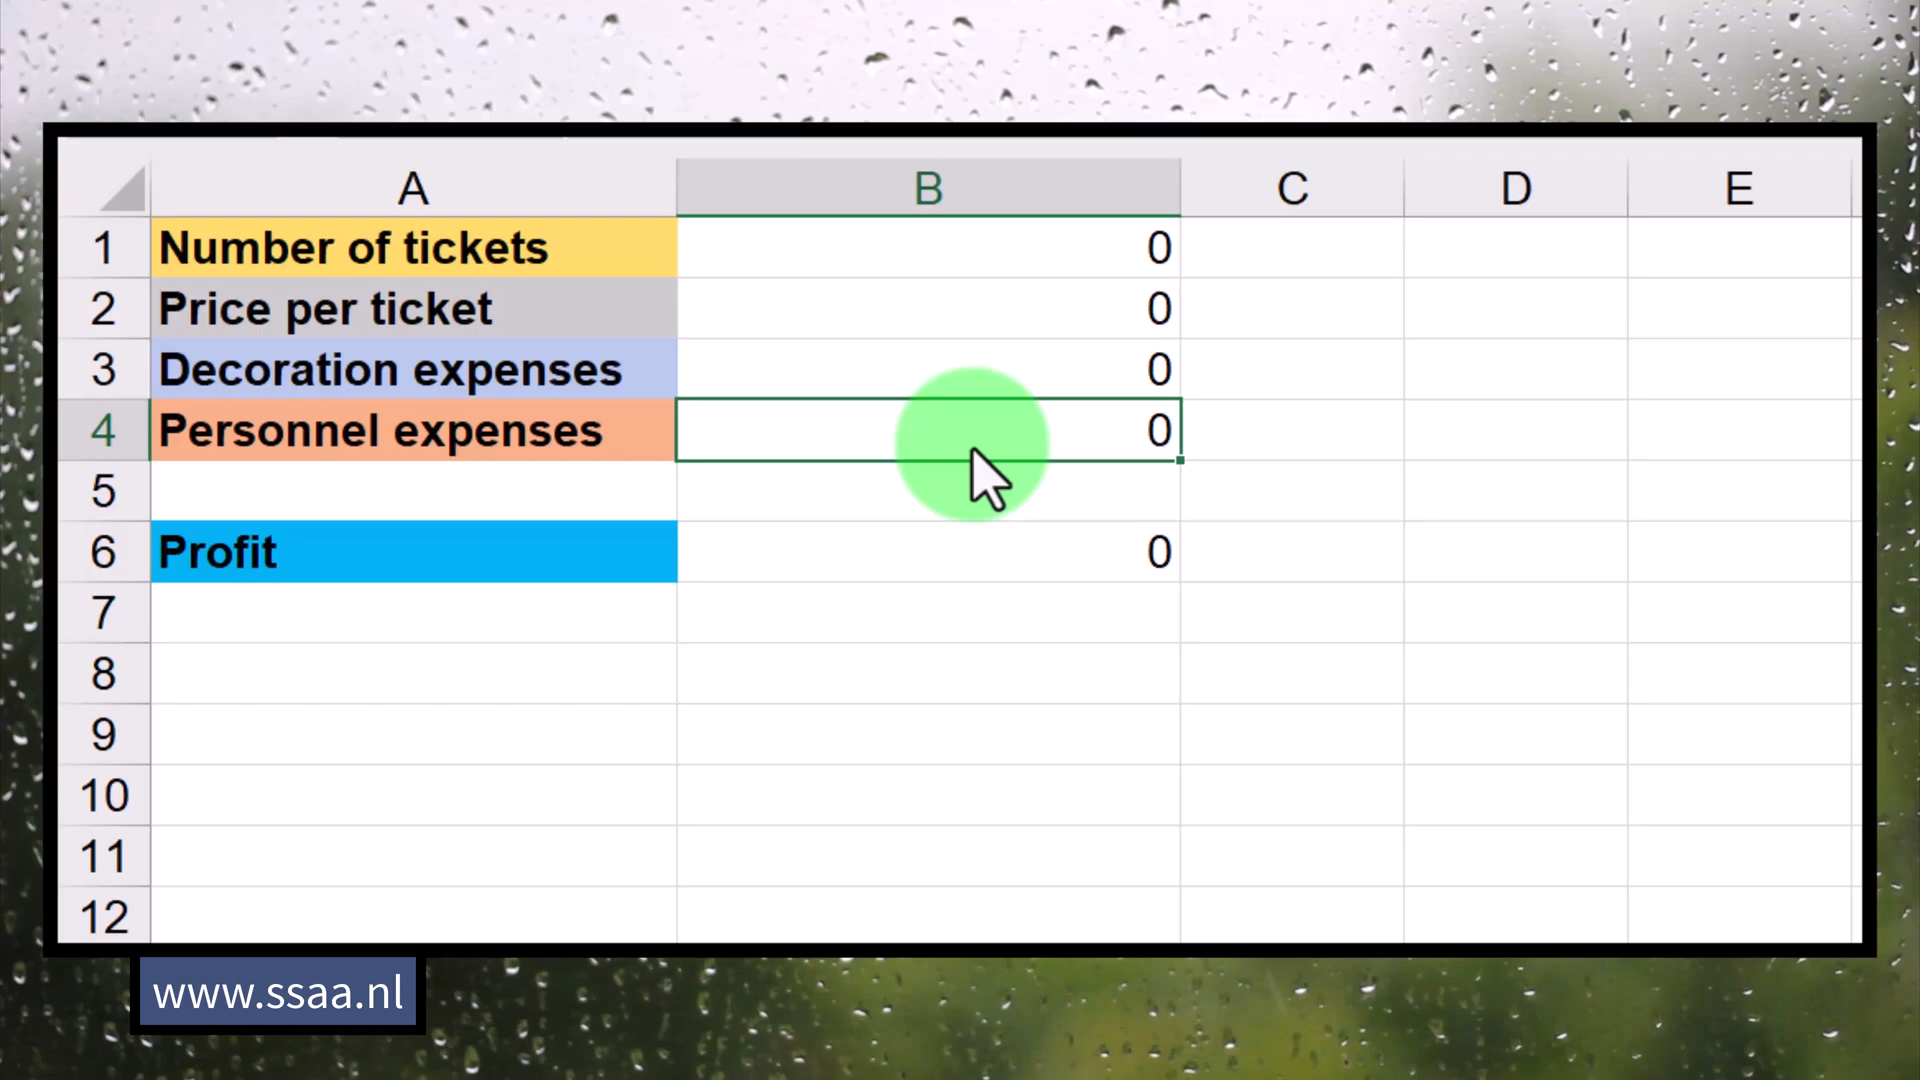 A B C D E
1 Number of tickets 0
2 Price per ticket 0
3 Decoration expenses 0
4 Personnel expenses 0
5
6 Profit 0
7
8
9
10
11
12
www.ssaa.nl